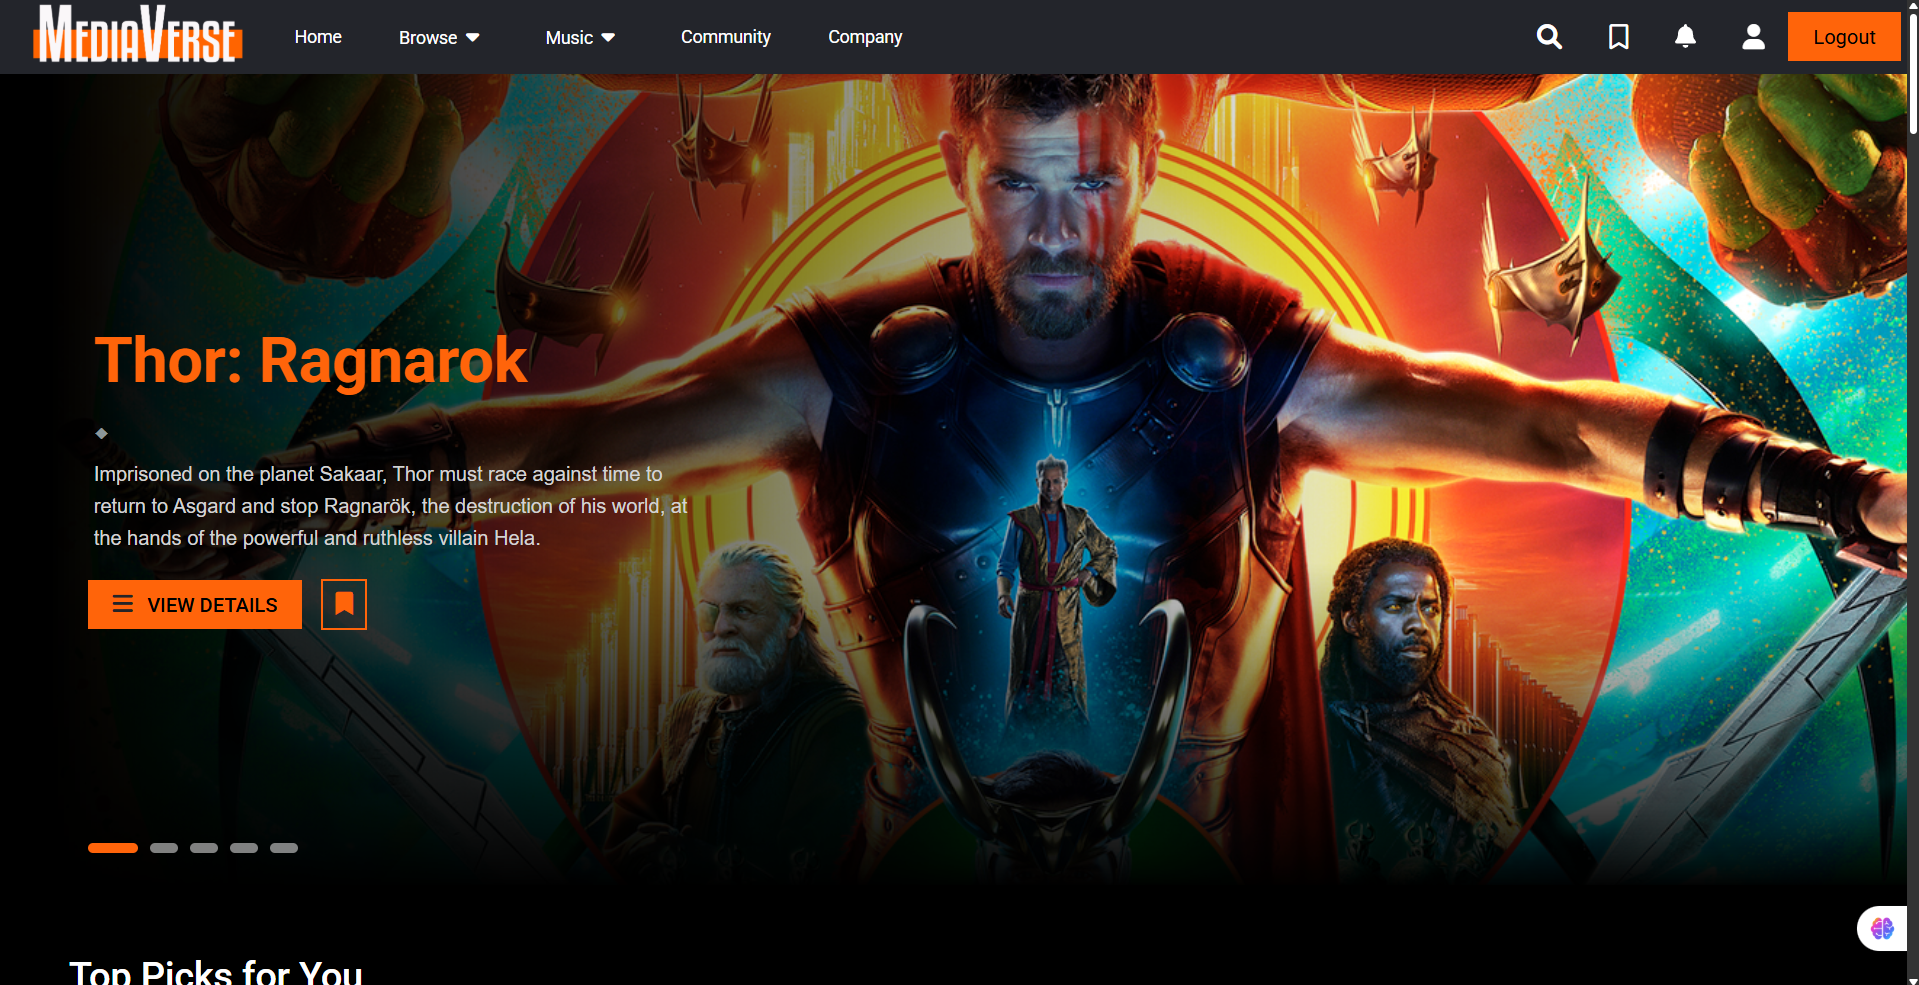 MEDIAVERSE
Home
Browse
Music
Community
Company
Logout
Thor: Ragnarok
Imprisoned on the planet Sakaar, Thor must race against time to
return to Asgard and stop Ragnarök, the destruction of his world, at
the hands of the powerful and ruthless villain Hela.
VIEW DETAILS
Top Picks for You